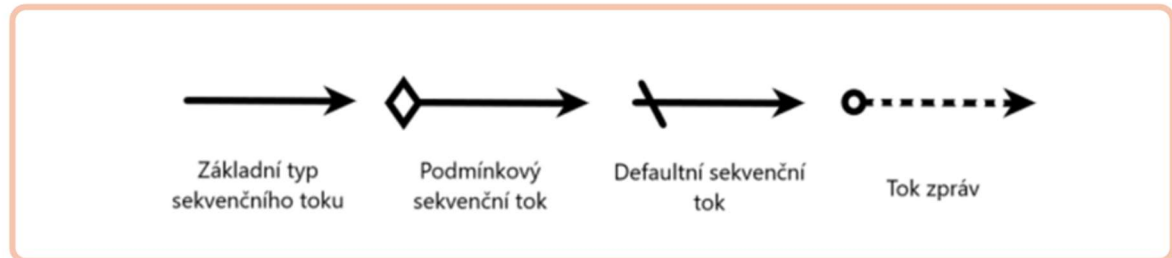 Základní typ
sekvenčního toku
Podmínkový
sekvenční tok
Defaultní sekvenční
tok
Tok zpráv